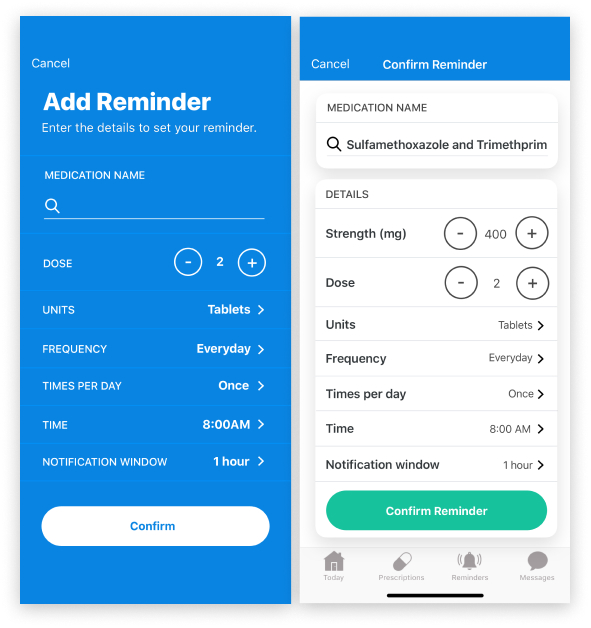 Cancel
Add Reminder
Enter the details to set your reminder.
MEDICATION NAME
DOSE - 2 +
UNITS Tablets
FREQUENCY Everyday
TIMES PER DAY Once
TIME 8:00AM
NOTIFICATION WINDOW 1 hour
Confirm
Cancel Confirm Reminder
MEDICATION NAME
Sulfamethoxazole and Trimethprim
DETAILS
Strength (mg) - 400 +
Dose - 2 +
Units Tablets
Frequency Everyday
Times per day Once
Time 8:00 AM
Notification window 1 hour
Confirm Reminder
Today Prescriptions Reminders Messages